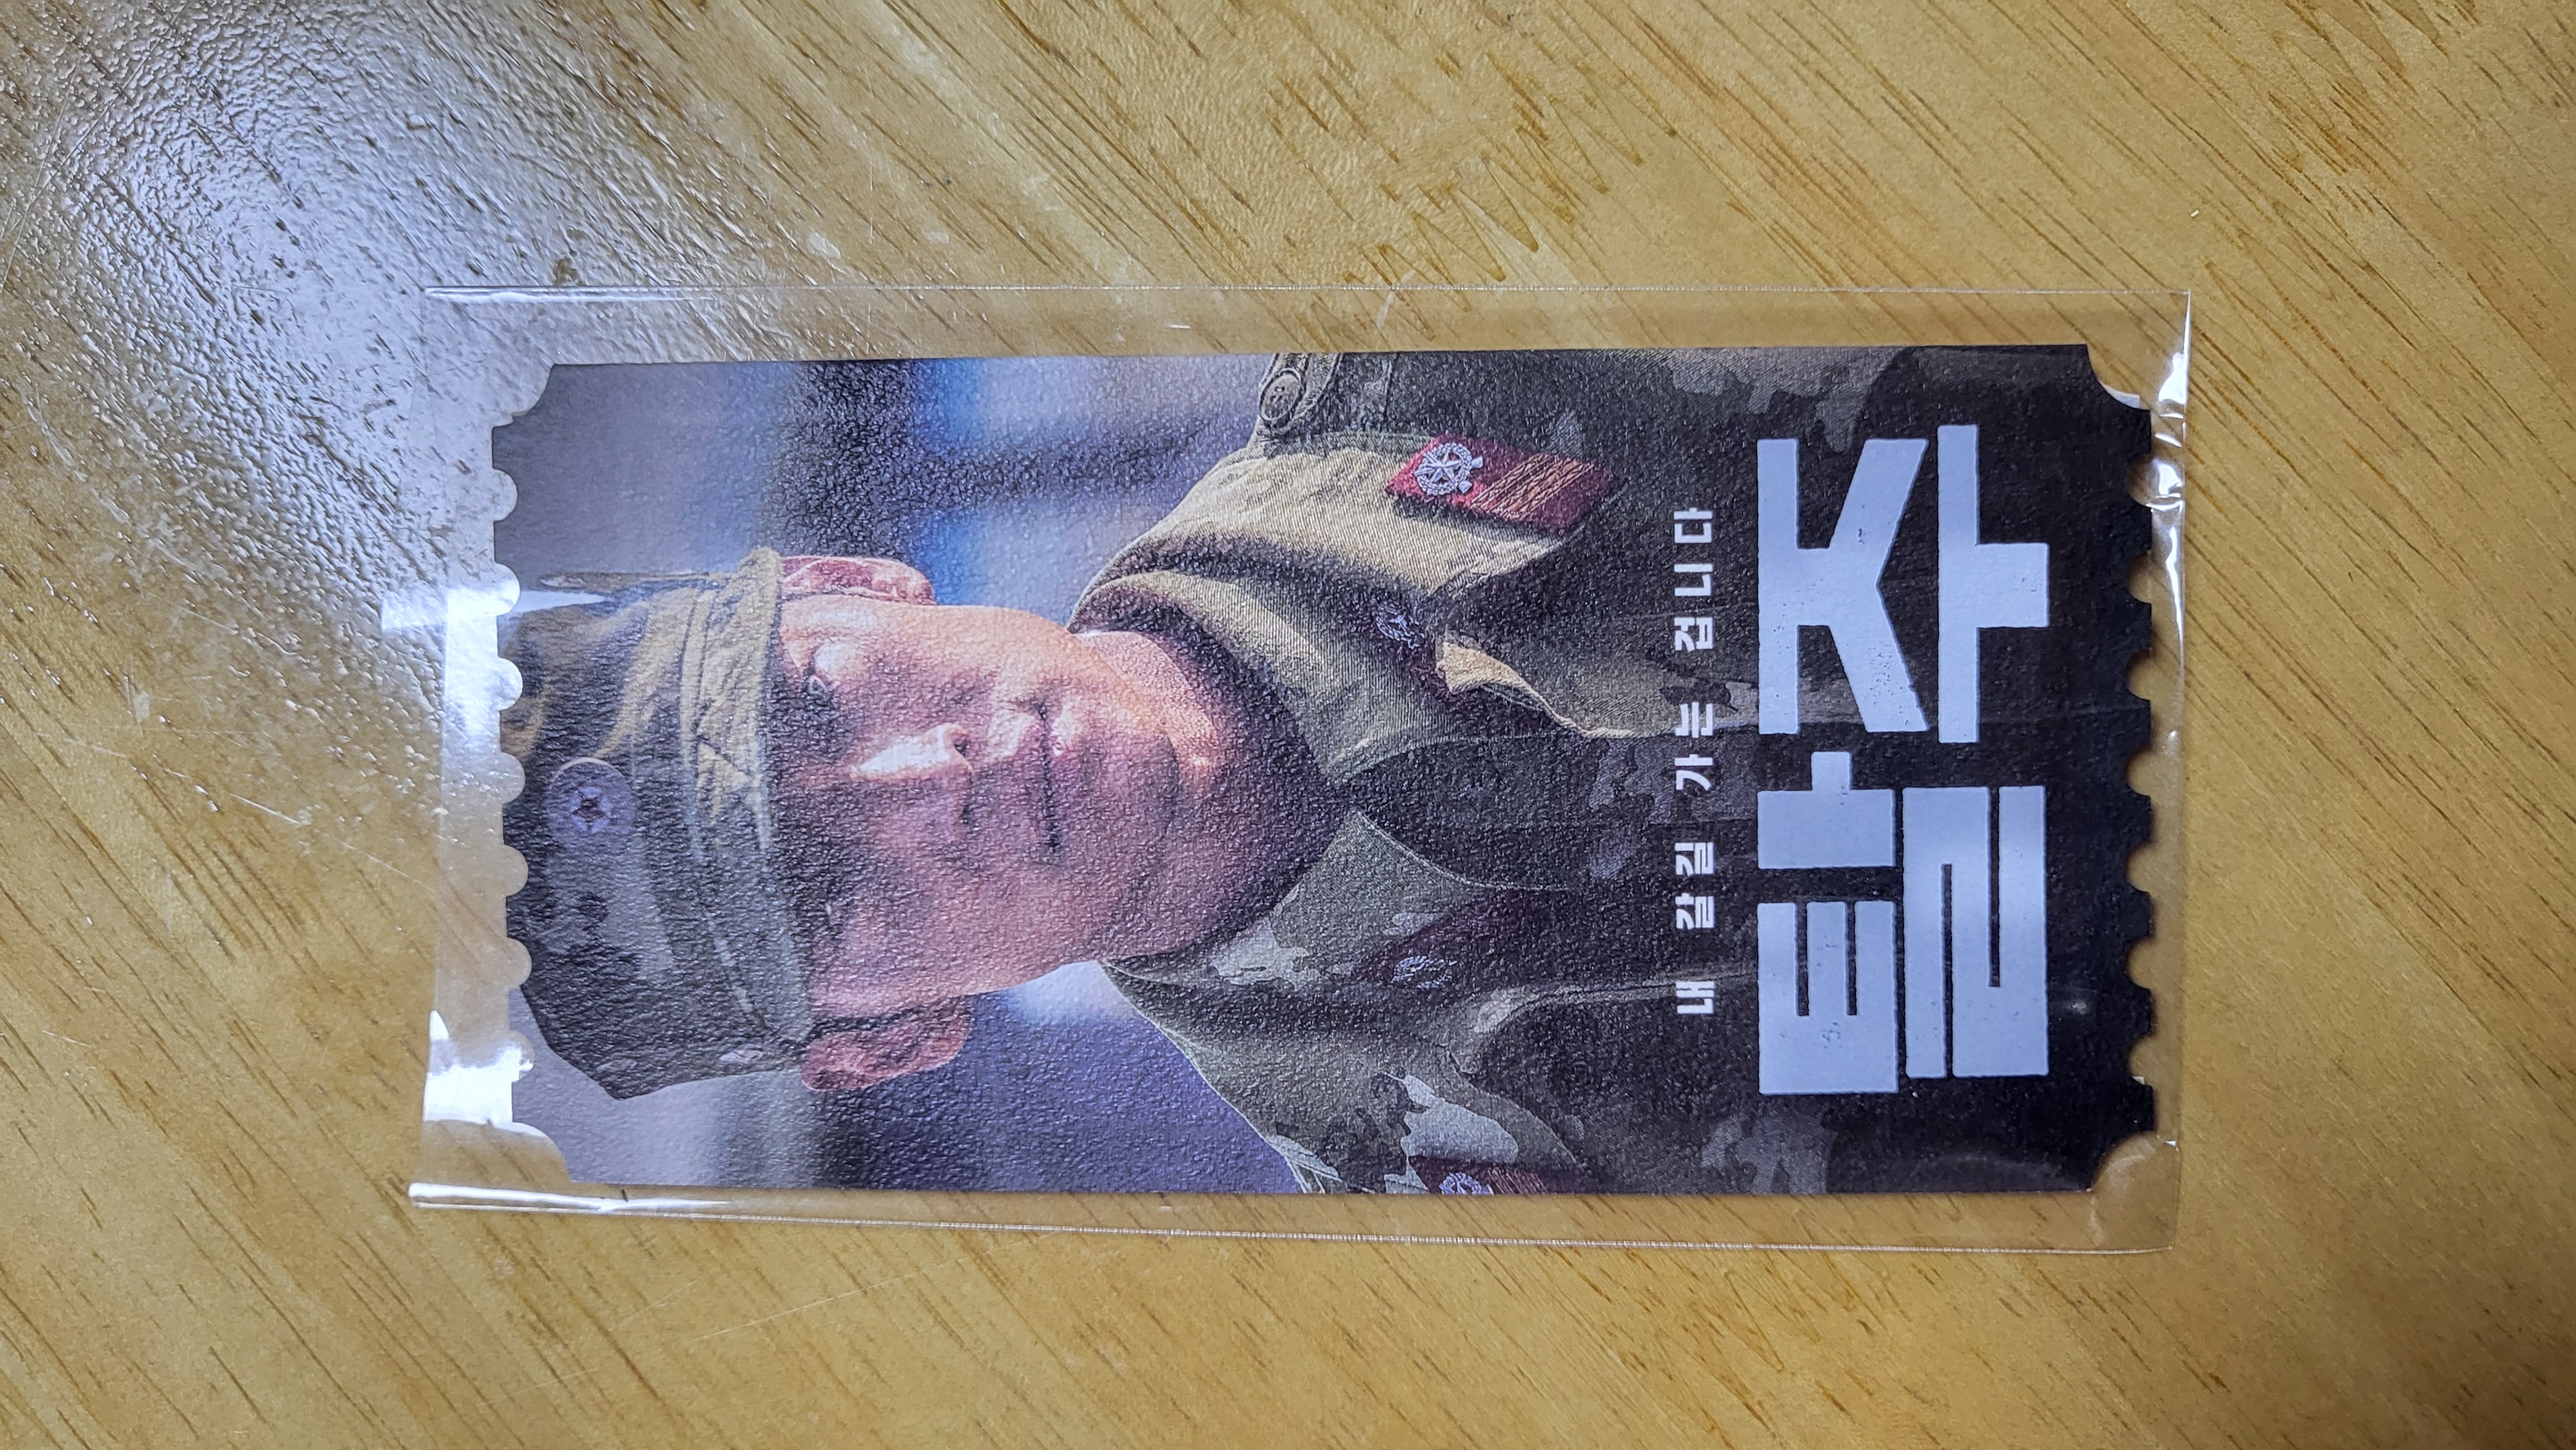 내 갈길 가는 겁니다
탈주